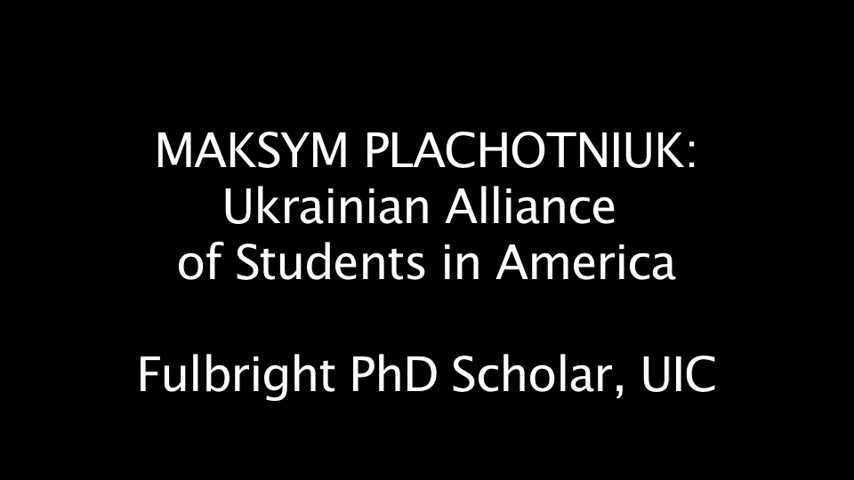 MAKSYM PLACHOTNIUK:
Ukrainian Alliance
of Students in America
Fulbright PhD Scholar, UIC